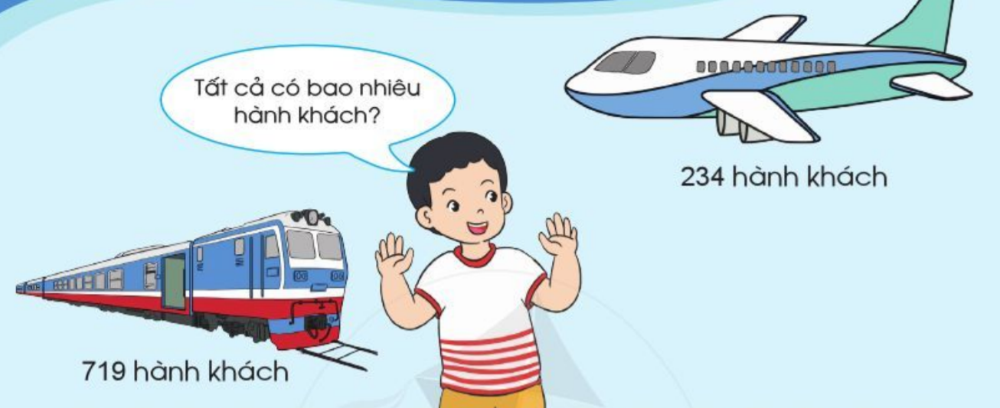 Tất cả có bao nhiêu
hành khách?
234 hành khách
719 hành khách